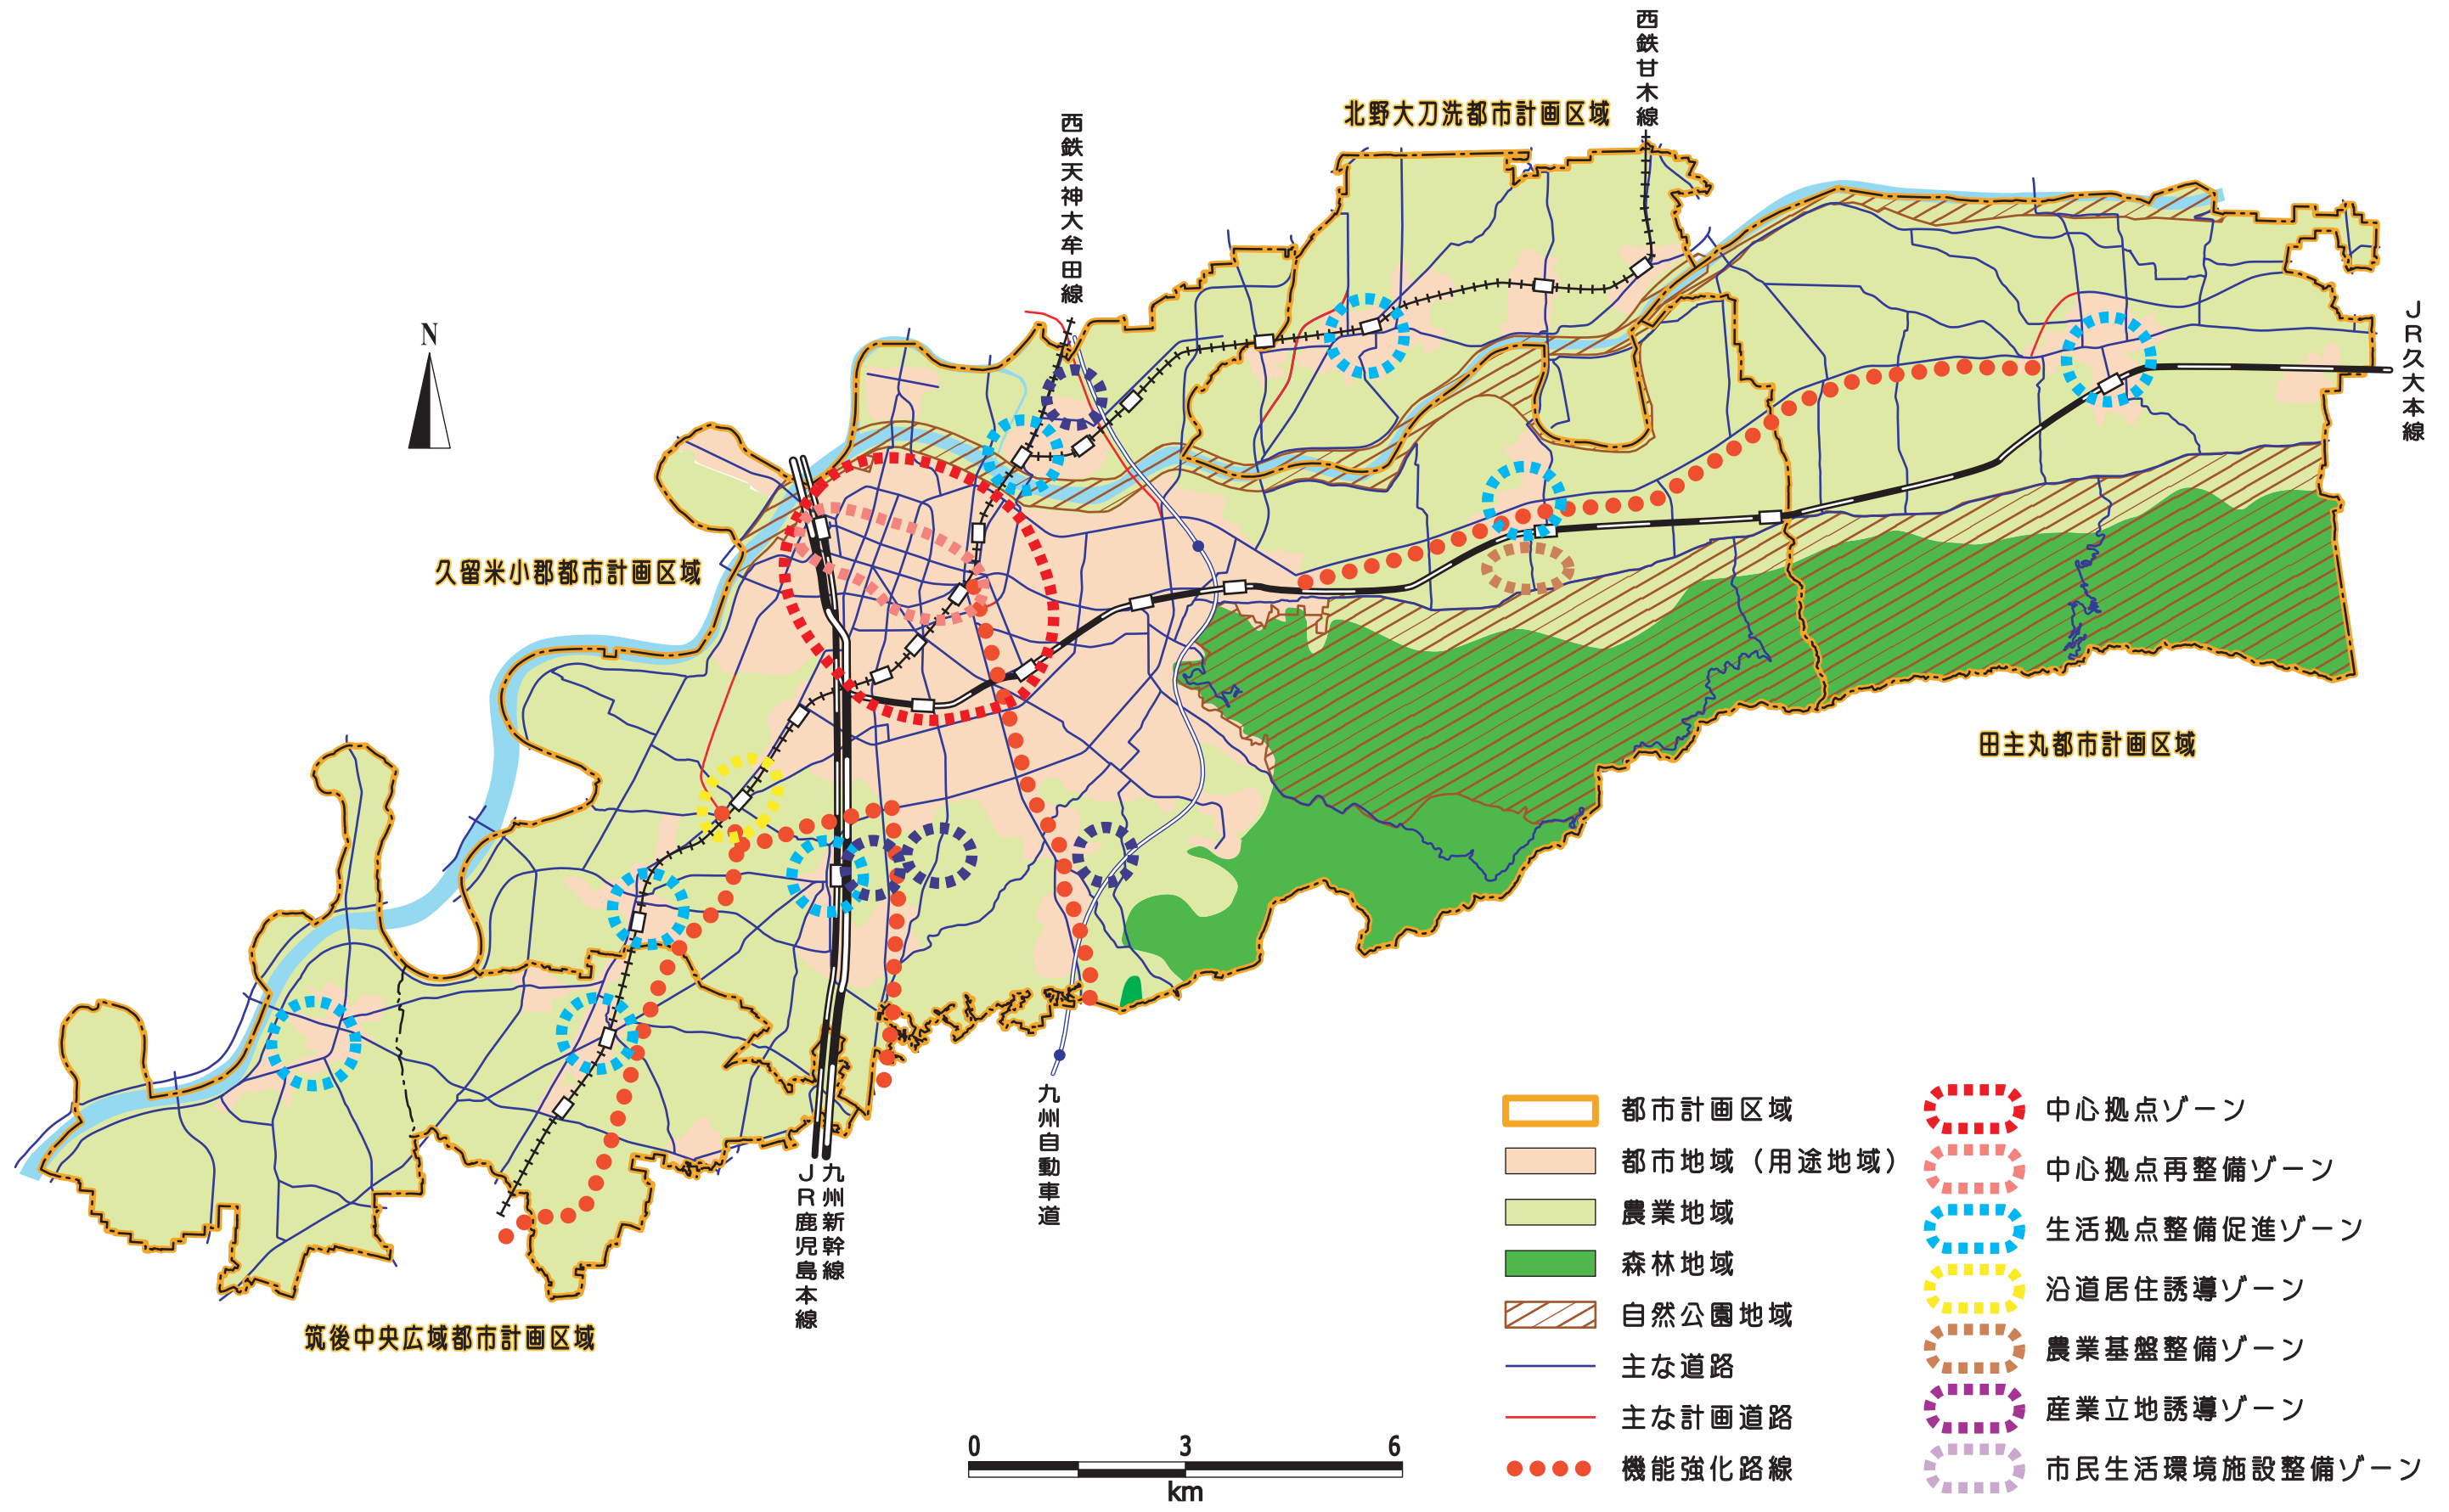 西鉄甘木線
北野大刀洗都市計画区域
西鉄天神大牟田線
JR久大本線
N
久留米小郡都市計画区域
田主丸都市計画区域
九州自動車道
JR鹿児島本線
九州新幹線
筑後中央広域都市計画区域
都市計画区域
都市地域（用途地域）
農業地域
森林地域
自然公園地域
主な道路
主な計画道路
機能強化路線
中心拠点ゾーン
中心拠点再整備ゾーン
生活拠点整備促進ゾーン
沿道居住誘導ゾーン
農業基盤整備ゾーン
産業立地誘導ゾーン
市民生活環境施設整備ゾーン
0 3 6
km